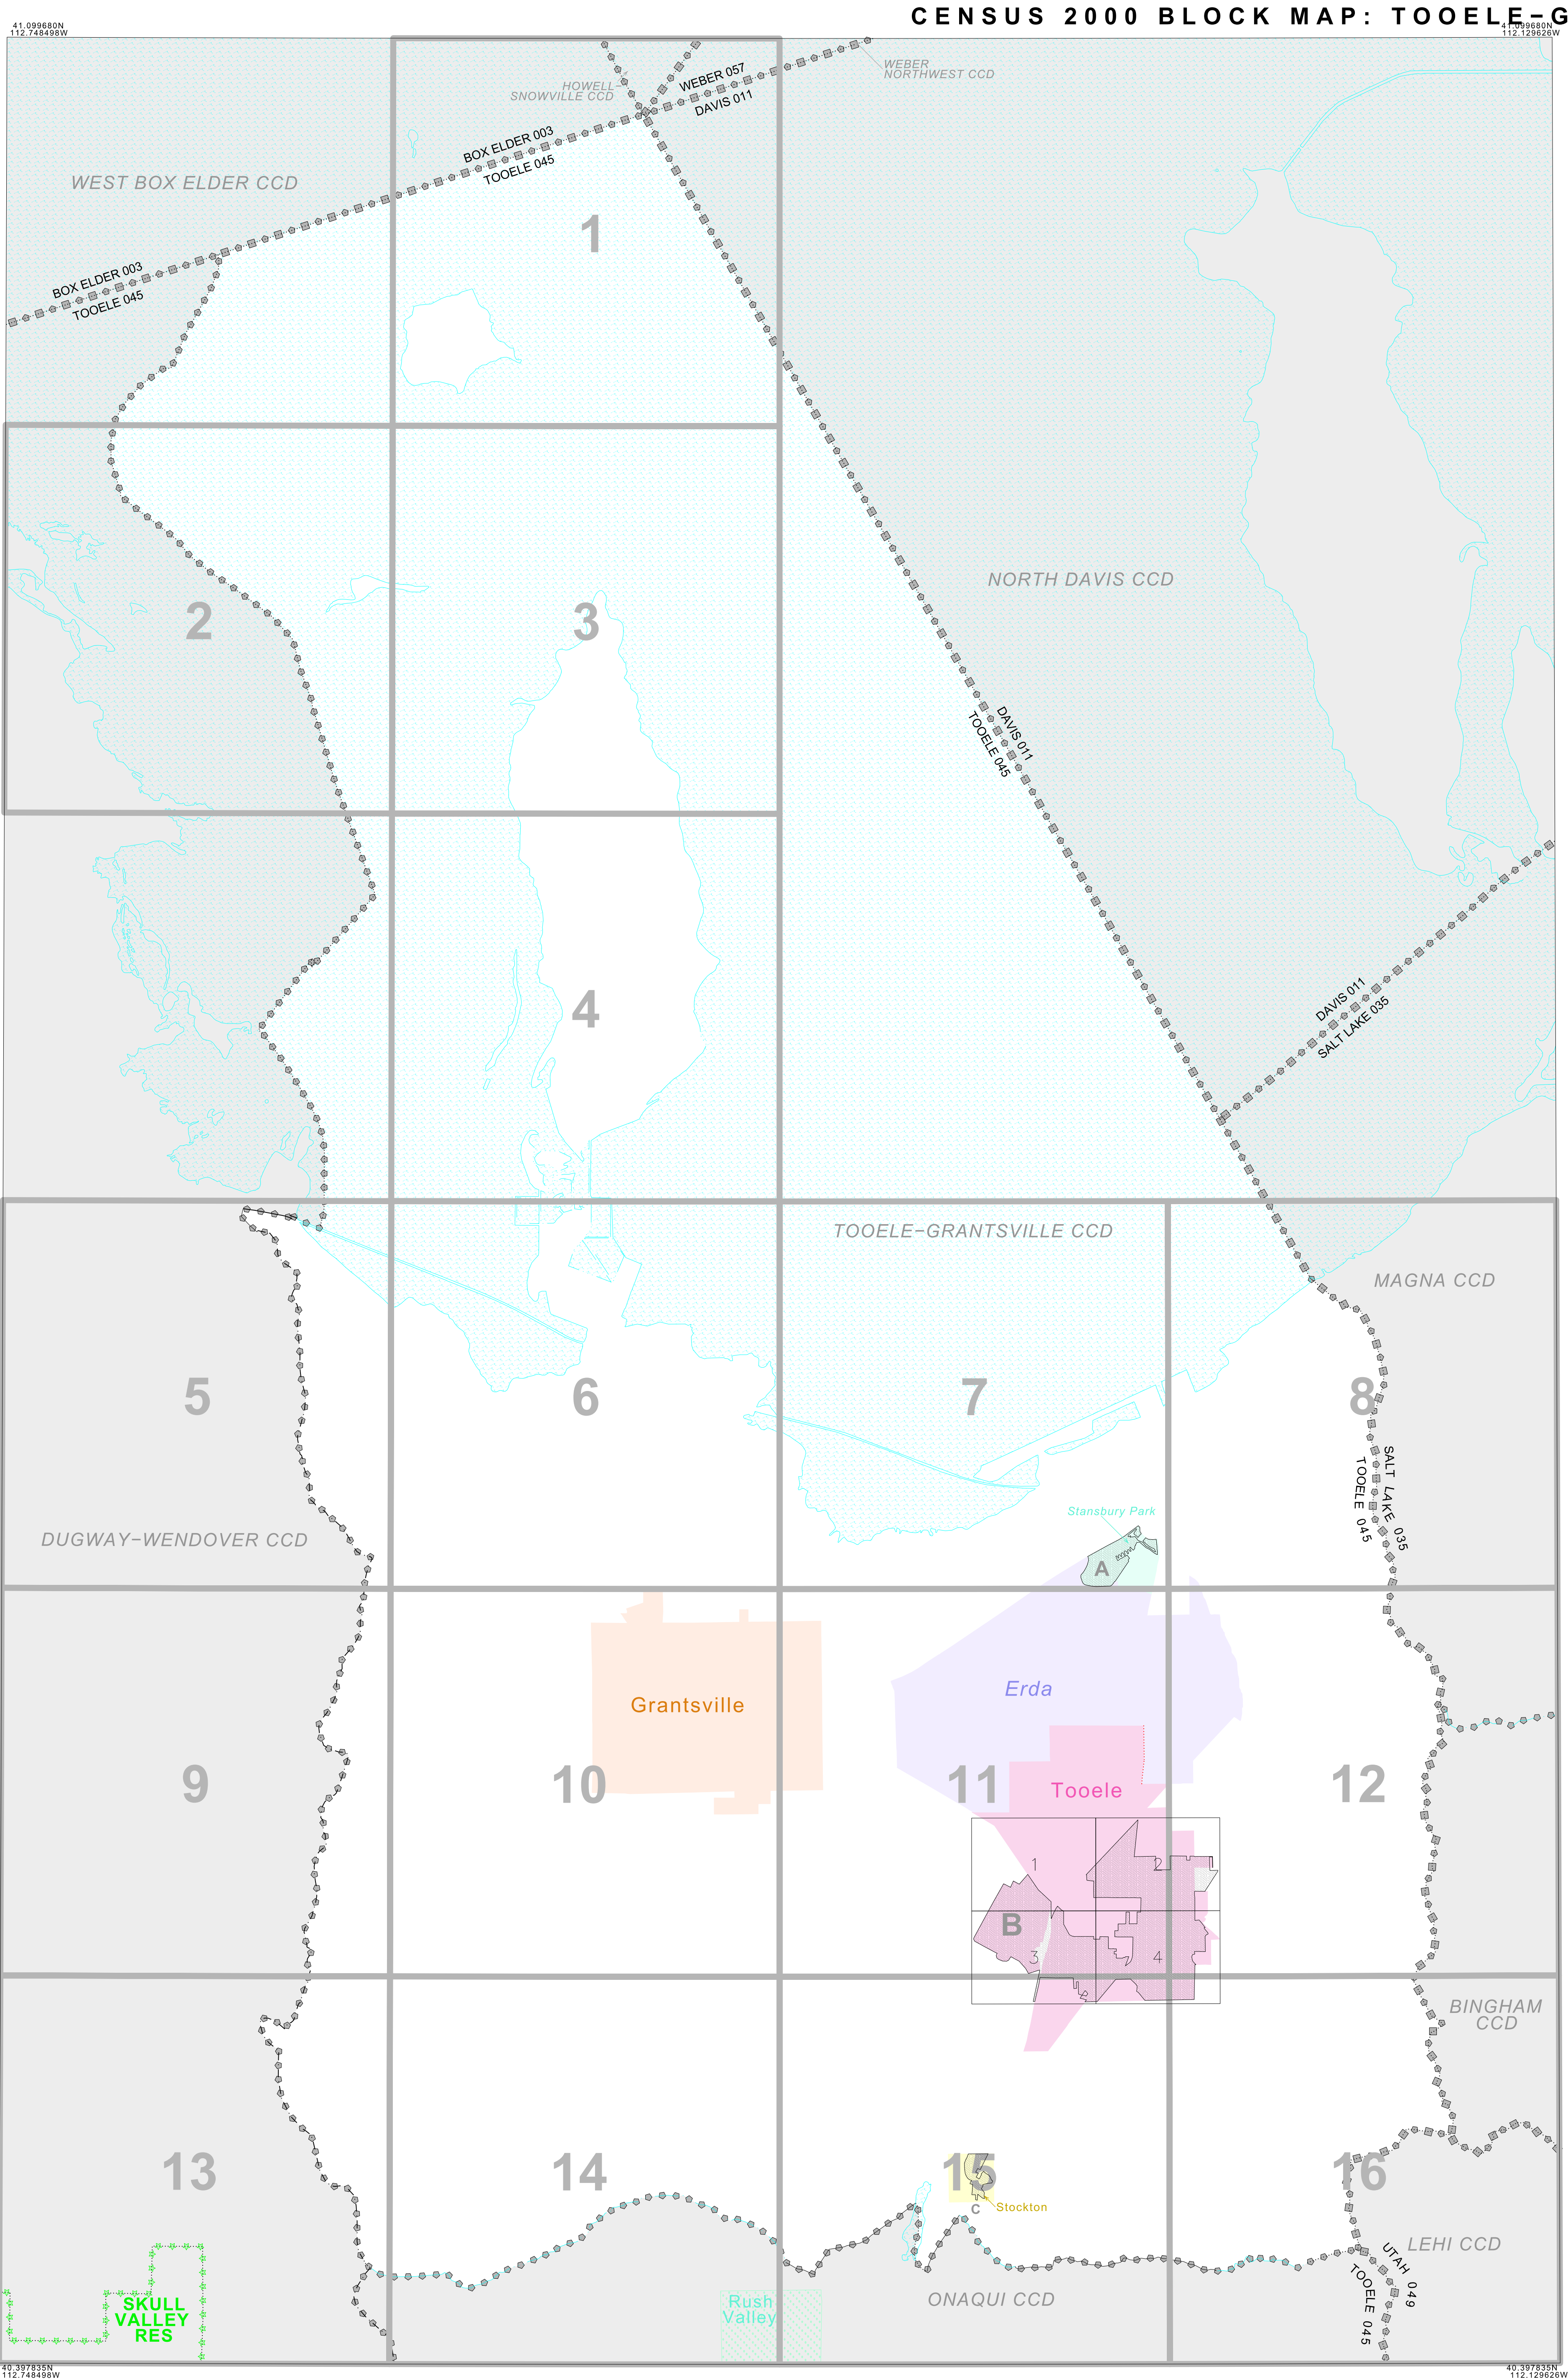 CENSUS 2000 BLOCK MAP: TOOELE-G
41.099680N
112.748498W
41.099680N
112.129626W
WEBER
NORTHWEST CCD
HOWELL-
SNOWVILLE CCD
WEBER 057
DAVIS 011
BOX ELDER 003
TOOELE 045
WEST BOX ELDER CCD
1
BOX ELDER 003
TOOELE 045
NORTH DAVIS CCD
2
3
DAVIS 011
TOOELE 045
4
DAVIS 011
SALT LAKE 035
TOOELE-GRANTSVILLE CCD
MAGNA CCD
5
6
7
8
SALT LAKE 035
TOOELE 045
Stansbury Park
DUGWAY-WENDOVER CCD
A
Erda
Grantsville
9
10
11
12
Tooele
1
2
B
3
4
BINGHAM
CCD
13
14
15
16
Stockton
C
LEHI CCD
UTAH 049
TOOELE 045
ONAQUI CCD
Rush
Valley
SKULL
VALLEY
RES
40.397835N
112.748498W
40.397835N
112.129626W